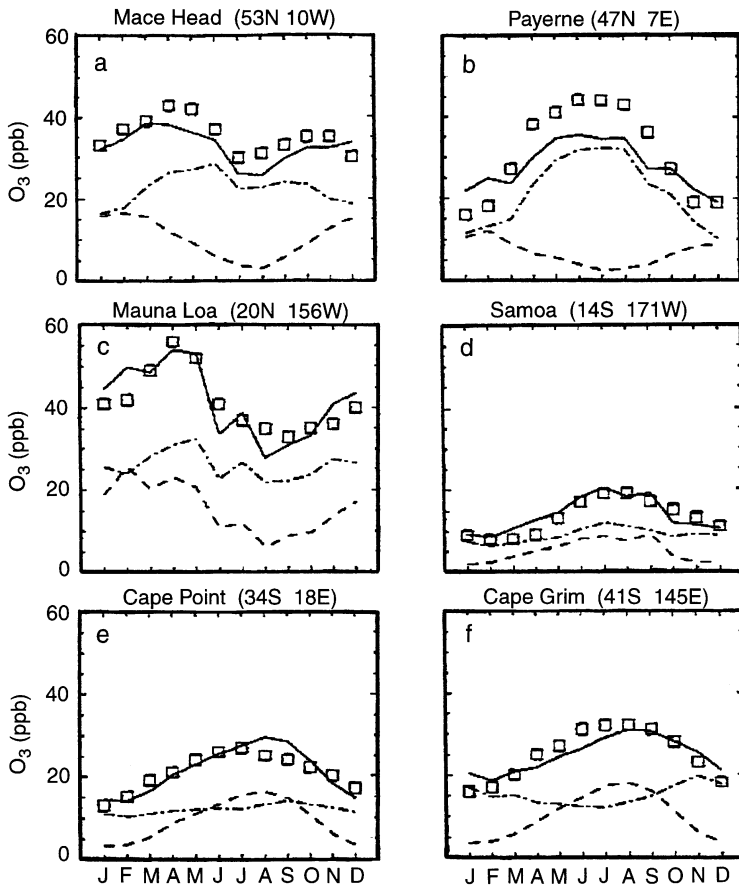 Mace Head (53N 10W)
Payerne (47N 7E)
60
a
b
40
O3 (ppb)
20
0
Mauna Loa (20N 156W)
Samoa (14S 171W)
60
c
d
40
O3 (ppb)
20
0
Cape Point (34S 18E)
Cape Grim (41S 145E)
60
e
f
40
O3 (ppb)
20
0
J F M A M J J A S O N D
J F M A M J J A S O N D